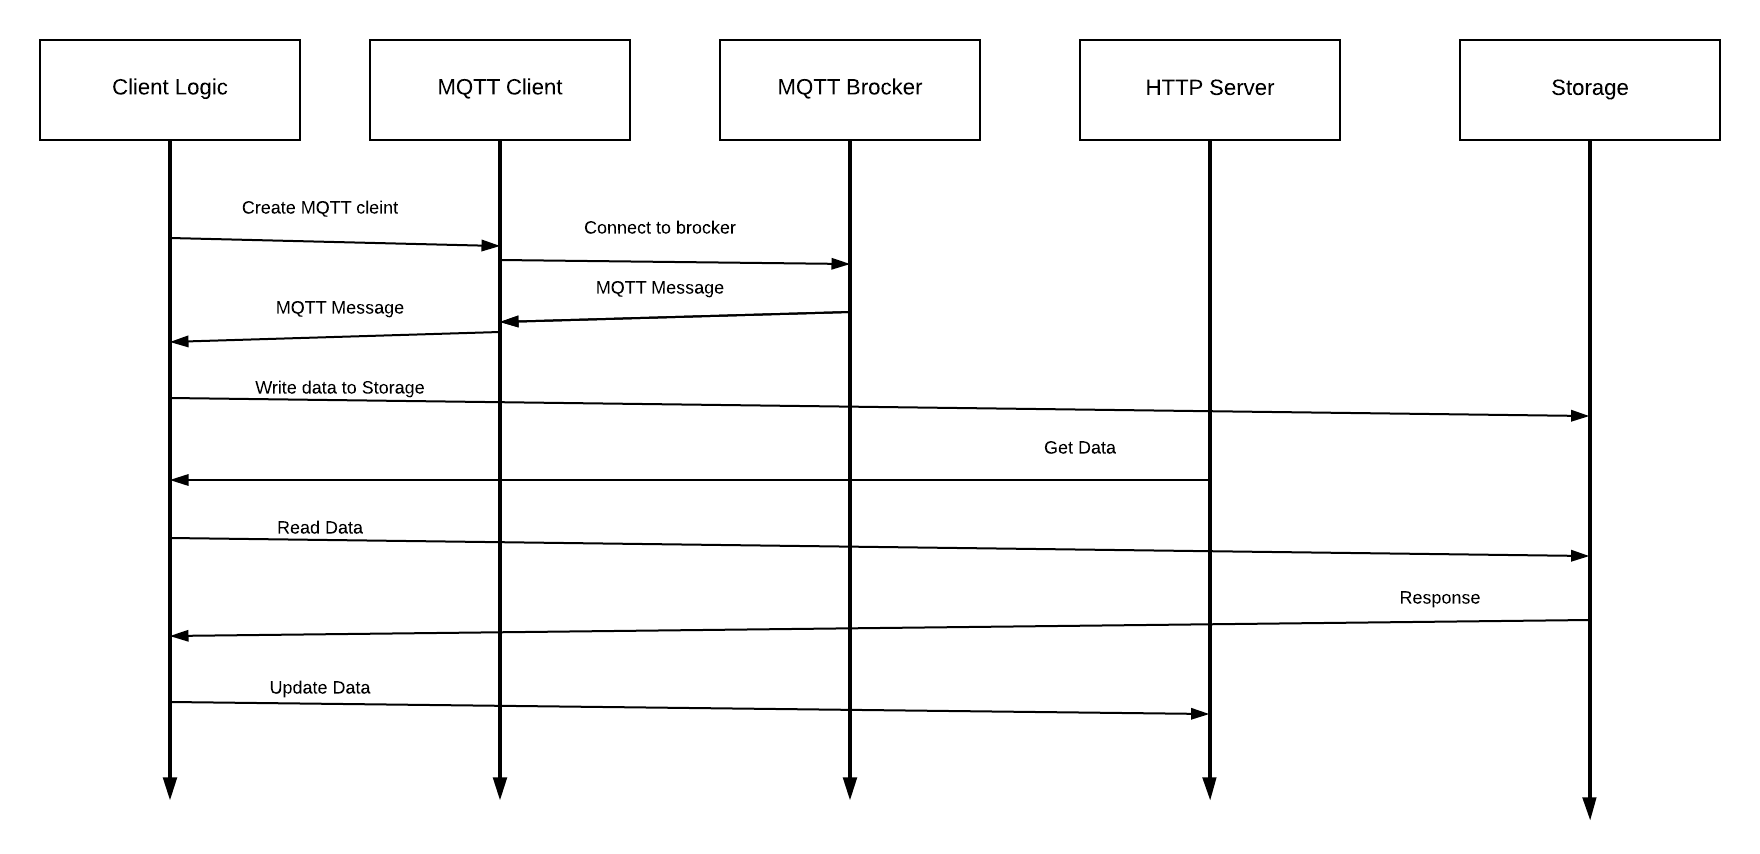 Client Logic
MQTT Client
MQTT Brocker
HTTP Server
Storage
Create MQTT cleint
Connect to brocker
MQTT Message
MQTT Message
Write data to Storage
Get Data
Read Data
Response
Update Data